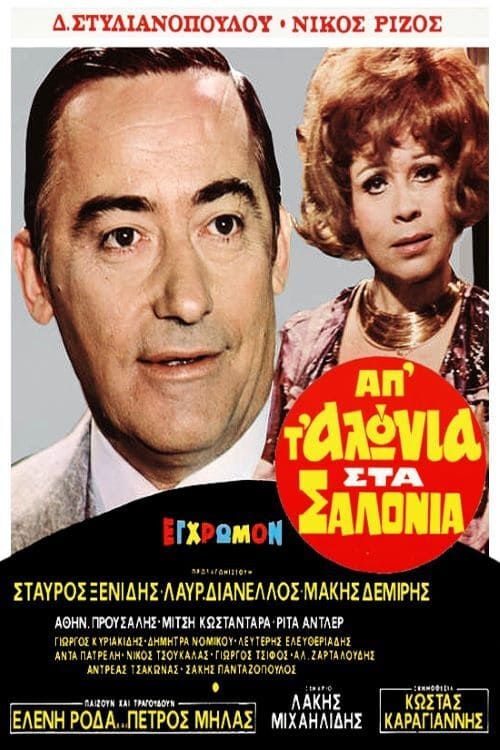 Δ.ΣΤΥΛΙΑΝΟΠΟΥΛΟΥ · ΝΙΚΟΣ ΡΙΖΟΣ
ΑΠ'
Τ'ΑΛΩΝΙΑ
ΣΤΑ
ΣΑΛΟΝΙΑ
ΕΓΧΡΩΜΟΝ
ΠΡΩΤΑΓΩΝΙΣΤΟΥΝ
ΣΤΑΥΡΟΣ ΞΕΝΙΔΗΣ·ΛΑΥΡ.ΔΙΑΝΕΛΛΟΣ·ΜΑΚΗΣ ΔΕΜΙΡΗΣ
ΑΘΗΝ. ΠΡΟΥΣΑΛΗΣ·ΜΙΤΣΗ ΚΩΣΤΑΝΤΑΡΑ·ΡΙΤΑ ΑΝΤΛΕΡ
ΓΙΩΡΓΟΣ ΚΥΡΙΑΚΙΔΗΣ·ΔΗΜΗΤΡΑ ΝΟΜΙΚΟΥ·ΛΕΥΤΕΡΗΣ ΕΛΕΥΘΕΡΙΑΔΗΣ
ΑΝΤΑ ΠΑΤΡΕΛΗ·ΝΙΚΟΣ ΤΣΟΥΚΑΛΑΣ·ΓΙΩΡΓΟΣ ΤΣΙΦΟΣ·ΑΛ. ΖΑΡΤΑΛΟΥΔΗΣ
ΑΝΤΡΕΑΣ ΤΣΑΚΩΝΑΣ·ΣΑΚΗΣ ΠΑΝΤΑΖΟΠΟΥΛΟΣ
ΠΑΙΖΟΥΝ ΚΑΙ ΤΡΑΓΟΥΔΟΥΝ
ΕΛΕΝΗ ΡΟΔΑ...ΠΕΤΡΟΣ ΜΗΛΑΣ
ΣΕΝΑΡΙΟ
ΛΑΚΗΣ
ΜΙΧΑΗΛΙΔΗΣ
ΣΚΗΝΟΘΕΣΙΑ
ΚΩΣΤΑΣ
ΚΑΡΑΓΙΑΝΝΗΣ